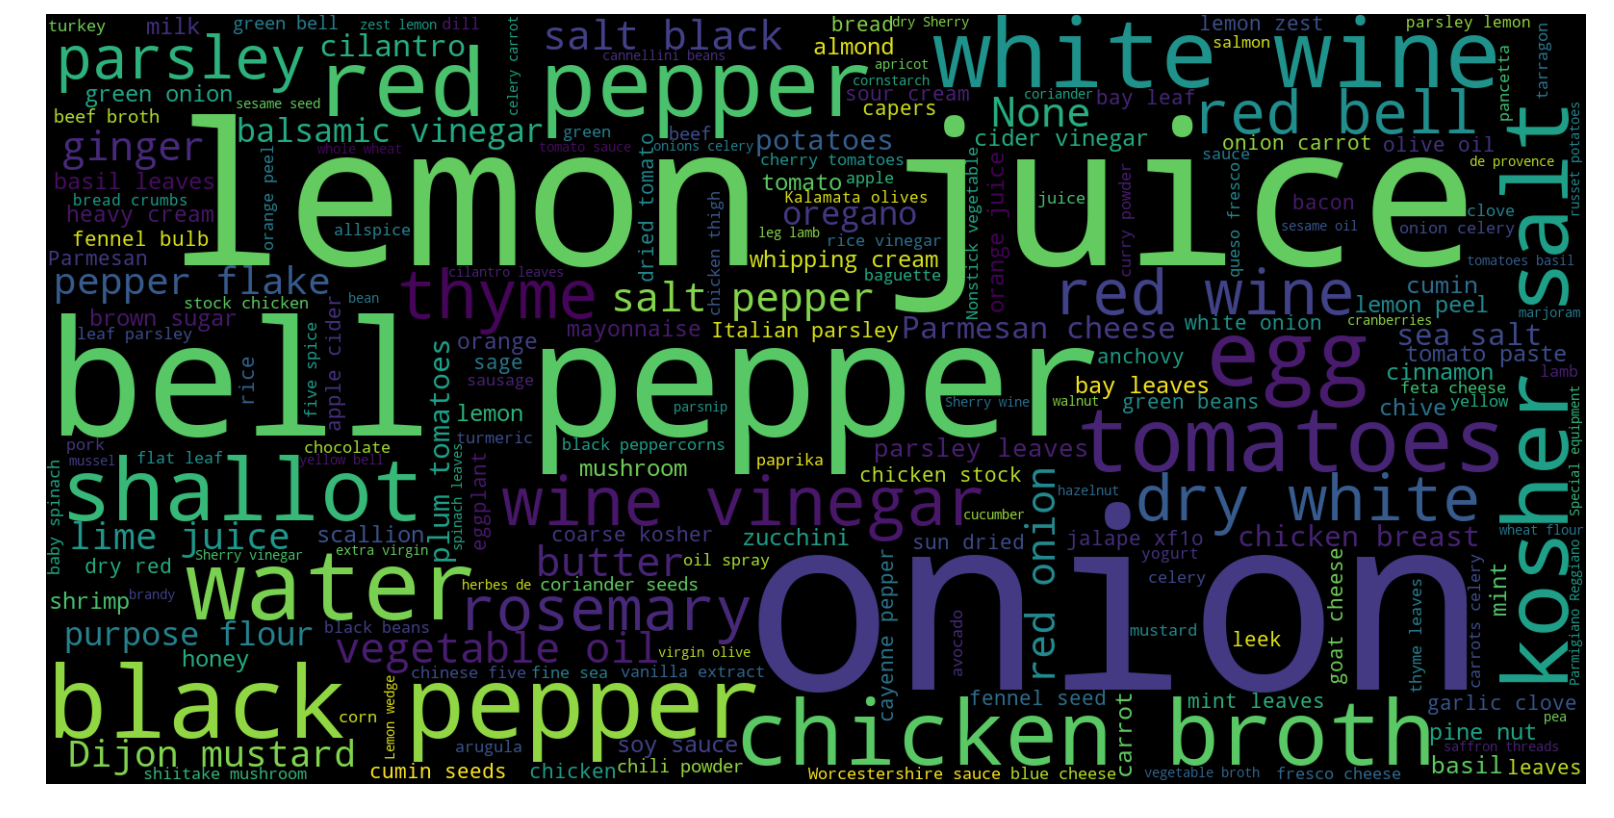 turkey
milk
green bell
zest lemon
dill
parsley
cilantro
green onion
sesame seed
beef broth
celery carrot
salt black
cannellini beans
bread
dry Sherry
almond
apricot
cornstarch
sour cream
capers
white wine
lemon zest
salmon
parsley lemon
pancetta
tarragon
red pepper
balsamic vinegar
green
beef
tomato sauce
onions celery
whole wheat
dried tomato
potatoes
cherry tomatoes
tomato
apple
None
coriander
bay leaf
cider vinegar
red bell
onion carrot
olive oil
sauce
de provence
russet potatoes
ginger
basil leaves
bread crumbs
heavy cream
fennel bulb
Parmesan
orange peel
allspice
lemon juice
chicken thigh
Kalamata olives
oregano
leg lamb
rice vinegar
whipping cream
baguette
Nonstick vegetable
orange juice
juice
curry powder
queso fresco
bacon
sesame oil
clove
onion celery
tomatoes basil
kosher salt
pepper flake
stock chicken
bean
brown sugar
leaf parsley
cilantro leaves
thyme
salt pepper
mayonnaise
Italian parsley
Parmesan cheese
red wine
white onion
cumin
lemon peel
cranberries
marjoram
sea salt
tomato paste
cinnamon
lamb
feta cheese
yellow
chive
rice
five spice
apple cider
orange
sage
sausage
lemon
parsnip
turmeric
bell pepper
anchovy
bay leaves
Sherry wine
walnut
green beans
egg
tomatoes
pork
mussel
chocolate
yellow bell
flat leaf
plum tomatoes
spinach leaves
black peppercorns
mushroom
paprika
parsley leaves
chicken stock
eggplant
baby spinach
shallot
wine vinegar
cucumber
red onion
hazelnut
dry white
Special equipment
wheat flour
lime juice
scallion
Sherry vinegar
extra virgin
dry red
coarse kosher
zucchini
sun dried
jalape xf1o
yogurt
chicken breast
celery
butter
oil spray
herbes de
coriander seeds
shrimp
brandy
water
rosemary
cayenne pepper
avocado
mustard
leek
goat cheese
thyme leaves
carrots celery
mint
Parmigiano Reggiano
purpose flour
black beans
honey
vegetable oil
virgin olive
onion
chinese five
fine sea
vanilla extract
fennel seed
mint leaves
garlic clove
black pepper
corn
Lemon wedge
chicken broth
carrot
pine nut
pea
saffron threads
Dijon mustard
arugula
soy sauce
shiitake mushroom
cumin seeds
chicken
chili powder
Worcestershire sauce
blue cheese
vegetable broth
fresco cheese
basil
leaves